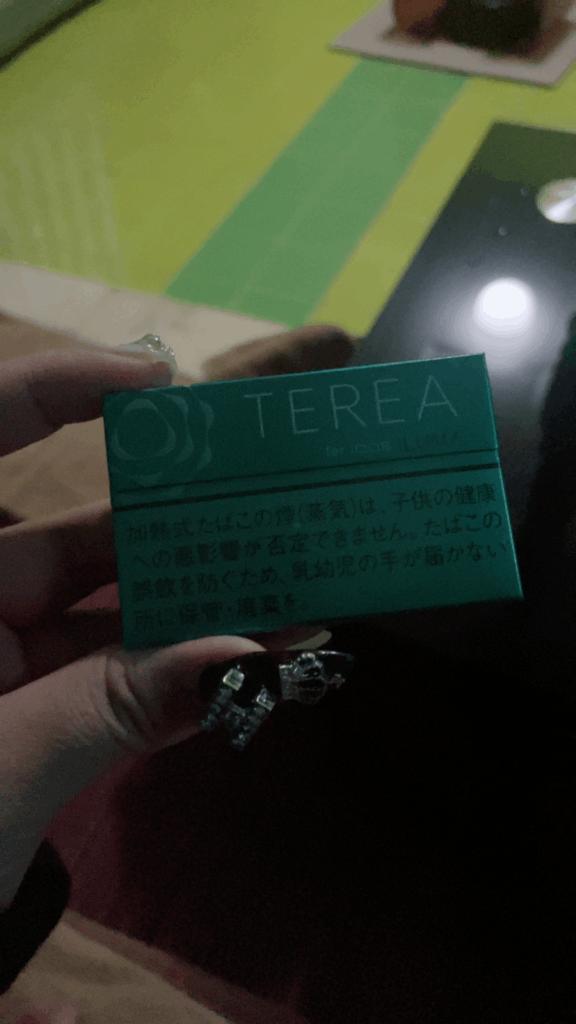 TEREA
for IQOS ILUMA
加熱式たばこの煙(蒸気)は、子供の健康
への悪影響が否定できません。たばこの
誤飲を防ぐため、乳幼児の手が届かない
所に保管・廃棄を。